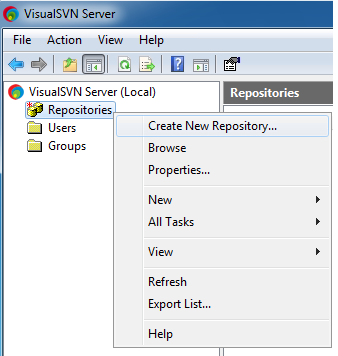 VisualSVN Server
File Action View Help
VisualSVN Server (Local)
Repositories
Repositories
Users
Groups
Create New Repository...
Browse
Properties...
New
All Tasks
View
Refresh
Export List...
Help